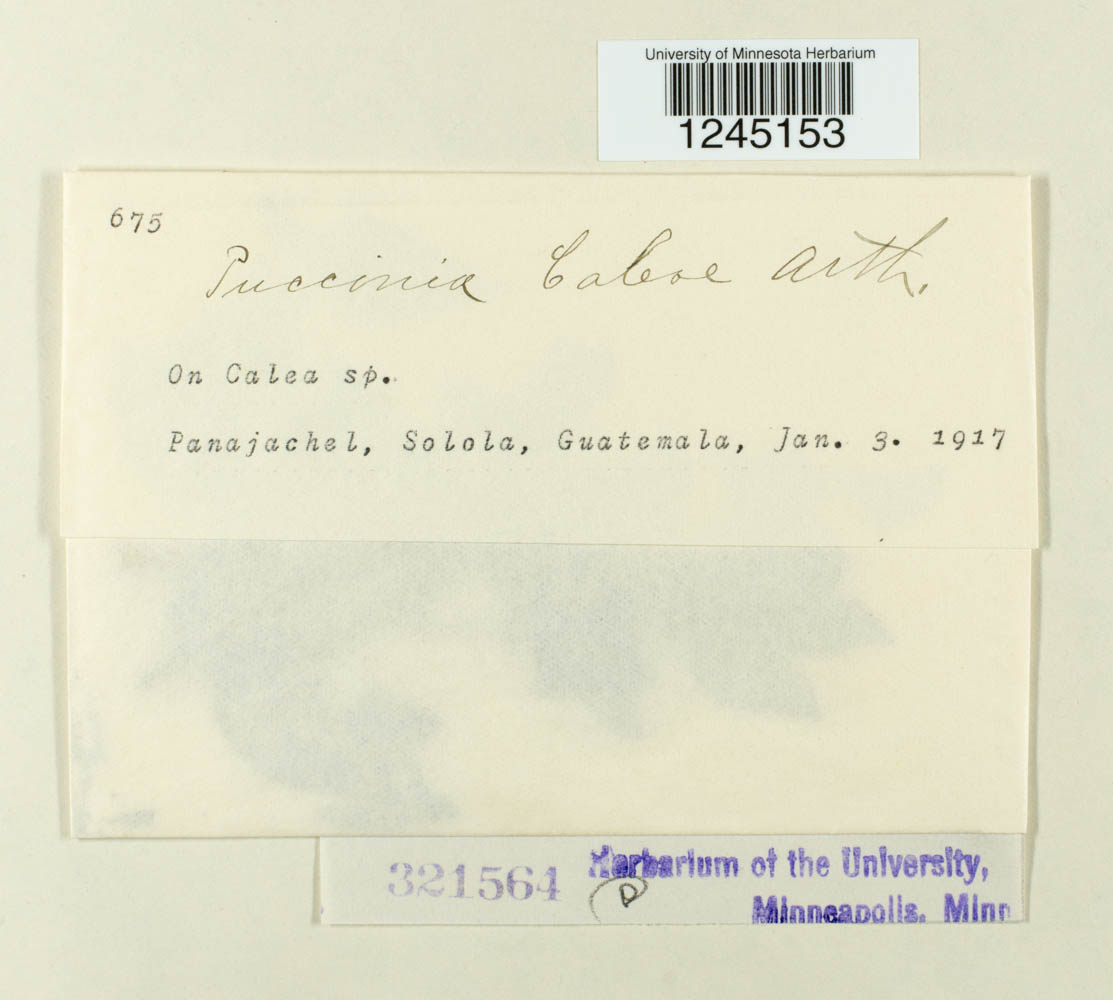 University of Minnesota Herbarium
1245153
675
Puccinia Caleae Arth.
On Calea sp.
Panajachel, Solola, Guatemala, Jan. 3. 1917
321564 Herbarium of the University,
D
Minneapolis. Minn